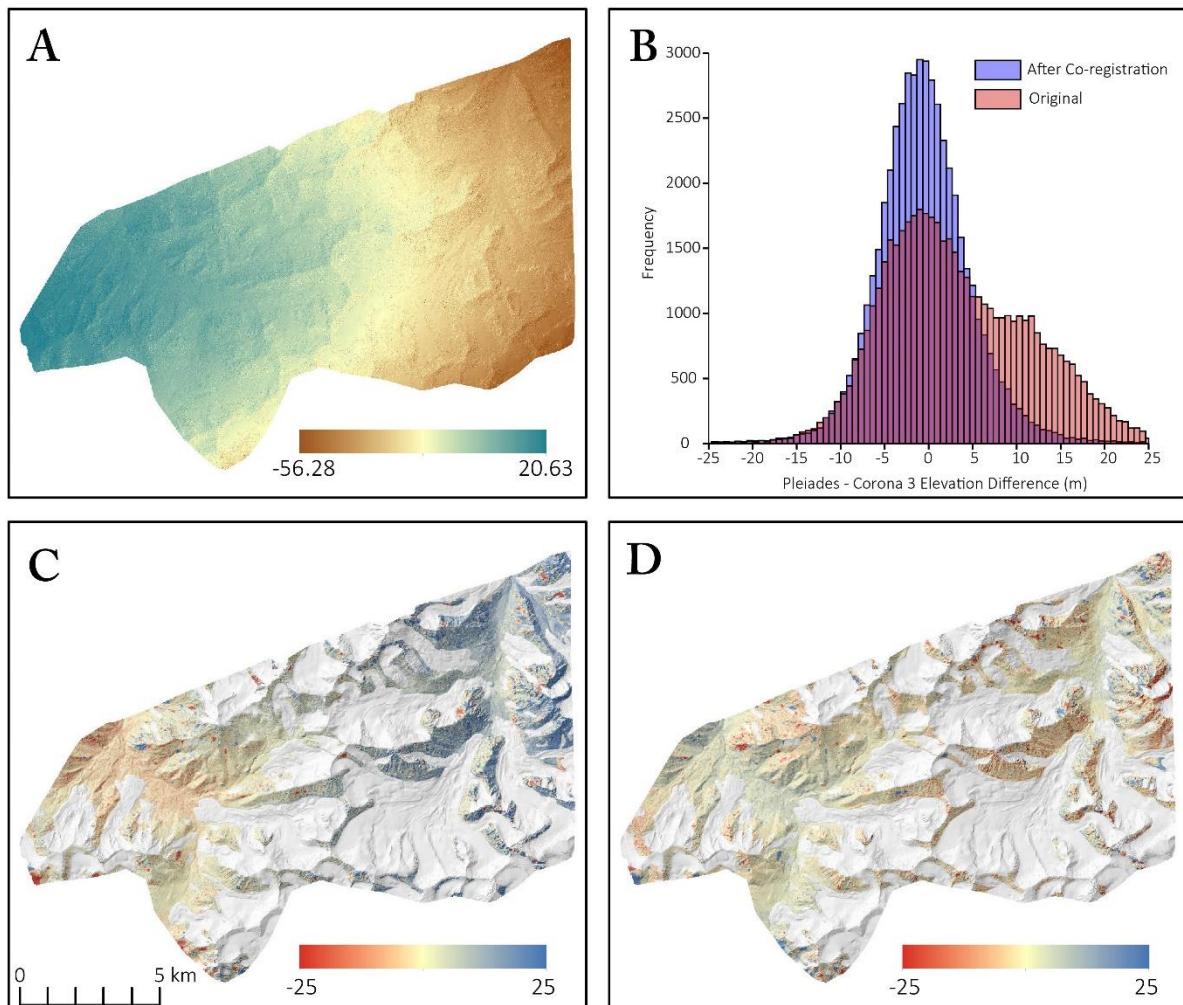 A
-56.28 20.63
B
3000
2500
2000
1500
1000
500
0
Frequency
After Co-registration
Original
-25 -20 -15 -10 -5 0 5 10 15 20 25
Pleiades - Corona 3 Elevation Difference (m)
C
0 5 km
-25 25
D
-25 25